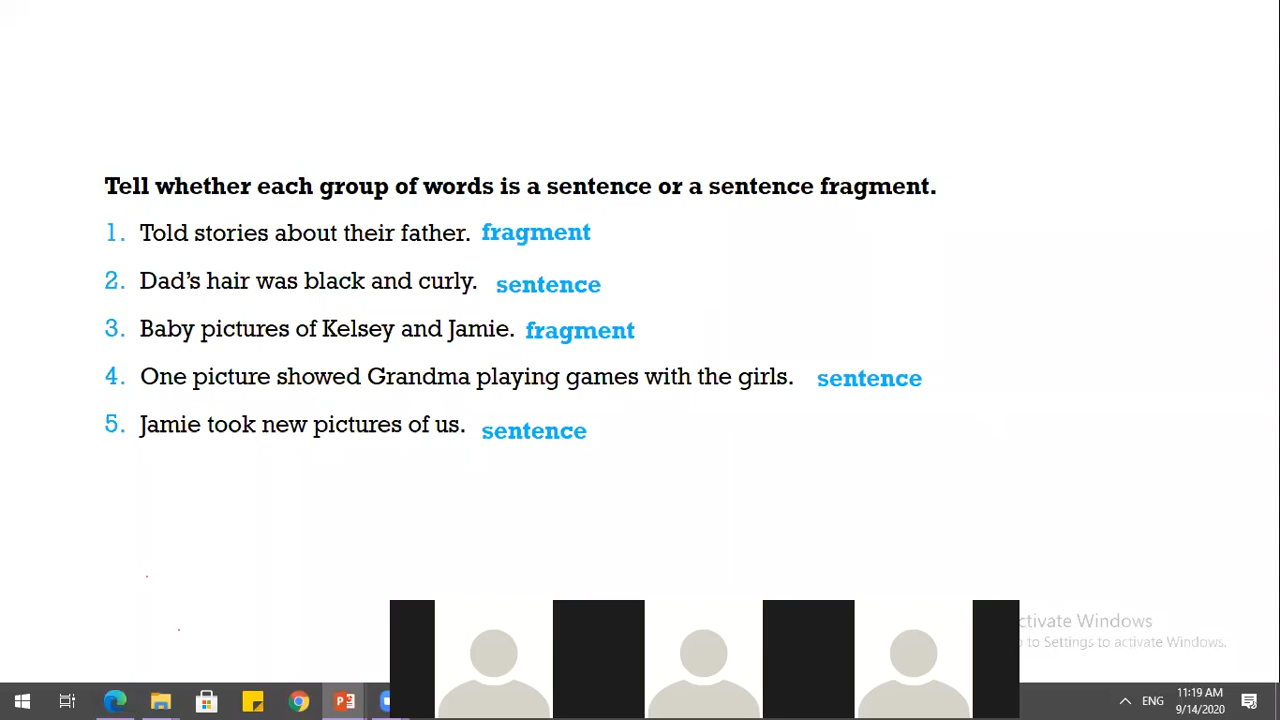 Tell whether each group of words is a sentence or a sentence fragment.
1. Told stories about their father. fragment
2. Dad's hair was black and curly. sentence
3. Baby pictures of Kelsey and Jamie. fragment
4. One picture showed Grandma playing games with the girls. sentence
5. Jamie took new pictures of us. sentence
ctivate Windows
to Settings to activate Windows.
ENG
11:19 AM
9/14/2020